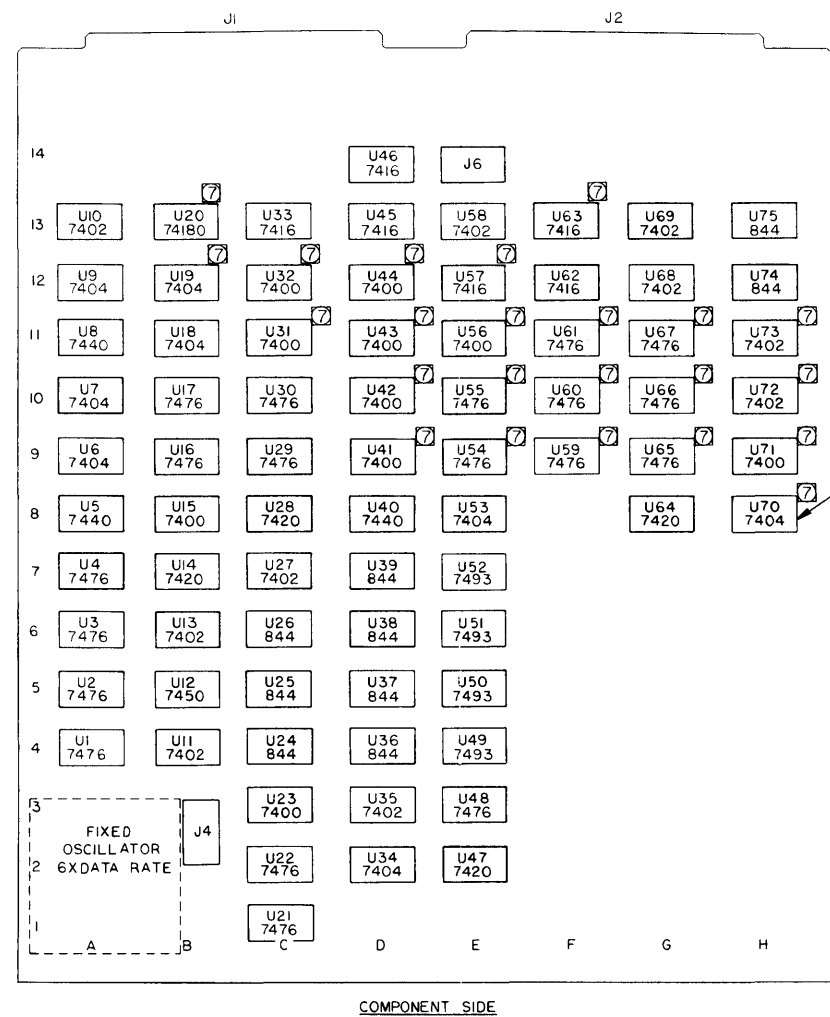 J1 J2
14 U46 7416 J6
7 7
13 U10 7402 U20 74180 U33 7416 U45 7416 U58 7402 U63 7416 U69 7402 U75 844
7 7 7 7
12 U9 7404 U19 7404 U32 7400 U44 7400 U57 7416 U62 7416 U68 7402 U74 844
7 7 7 7 7 7
11 U8 7440 U18 7404 U31 7400 U43 7400 U56 7400 U61 7476 U67 7476 U73 7402
7 7 7 7 7
10 U7 7404 U17 7476 U30 7476 U42 7400 U55 7476 U60 7476 U66 7476 U72 7402
7 7 7 7 7
9 U6 7404 U16 7476 U29 7476 U41 7400 U54 7476 U59 7476 U65 7476 U71 7400
7
8 U5 7440 U15 7400 U28 7420 U40 7440 U53 7404 U64 7420 U70 7404
7 U4 7476 U14 7420 U27 7402 U39 844 U52 7493
6 U3 7476 U13 7402 U26 844 U38 844 U51 7493
5 U2 7476 U12 7450 U25 844 U37 844 U50 7493
4 U1 7476 U11 7402 U24 844 U36 844 U49 7493
3 U23 7400 U35 7402 U48 7476
FIXED J4
OSCILLATOR
2 6XDATA RATE U22 7476 U34 7404 U47 7420
1 U21 7476
A B C D E F G H
COMPONENT SIDE